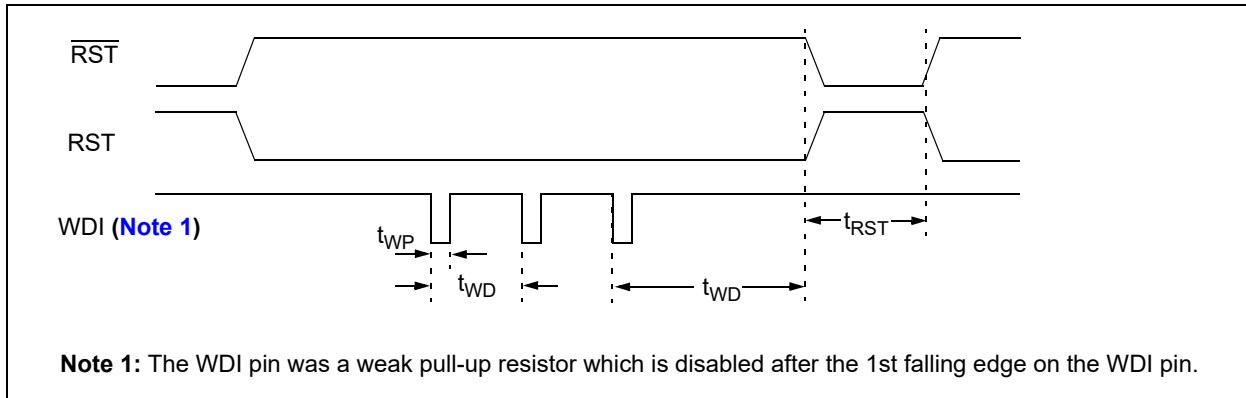 R̅S̅T̅
RST
WDI (Note 1)
tWP
tWD
tWD
tRST
Note 1: The WDI pin was a weak pull-up resistor which is disabled after the 1st falling edge on the WDI pin.